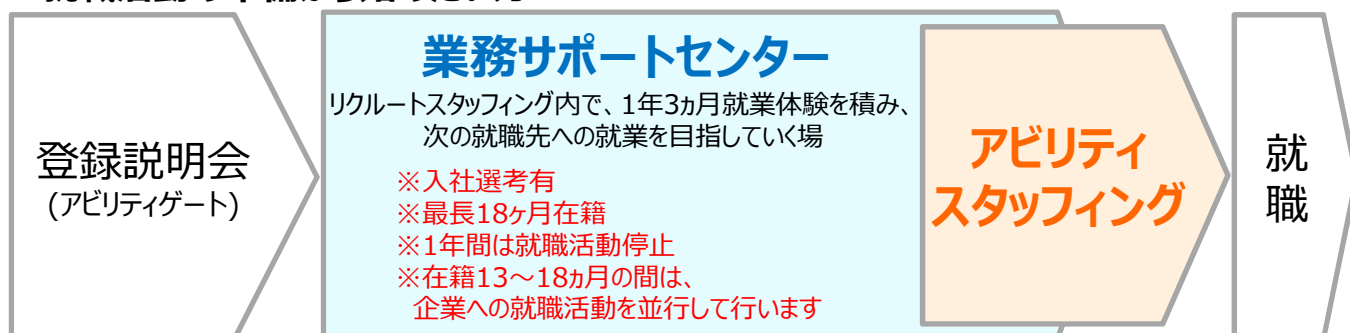 登録説明会
(アビリティゲート)
業務サポートセンター
リクルートスタッフィング内で、1年3ヵ月就業体験を積み、
次の就職先への就業を目指していく場
※入社選考有
※最長18ヶ月在籍
※1年間は就職活動停止
※在籍13～18ヵ月の間は、
企業への就職活動を並行して行います
アビリティ
スタッフィング
就
職